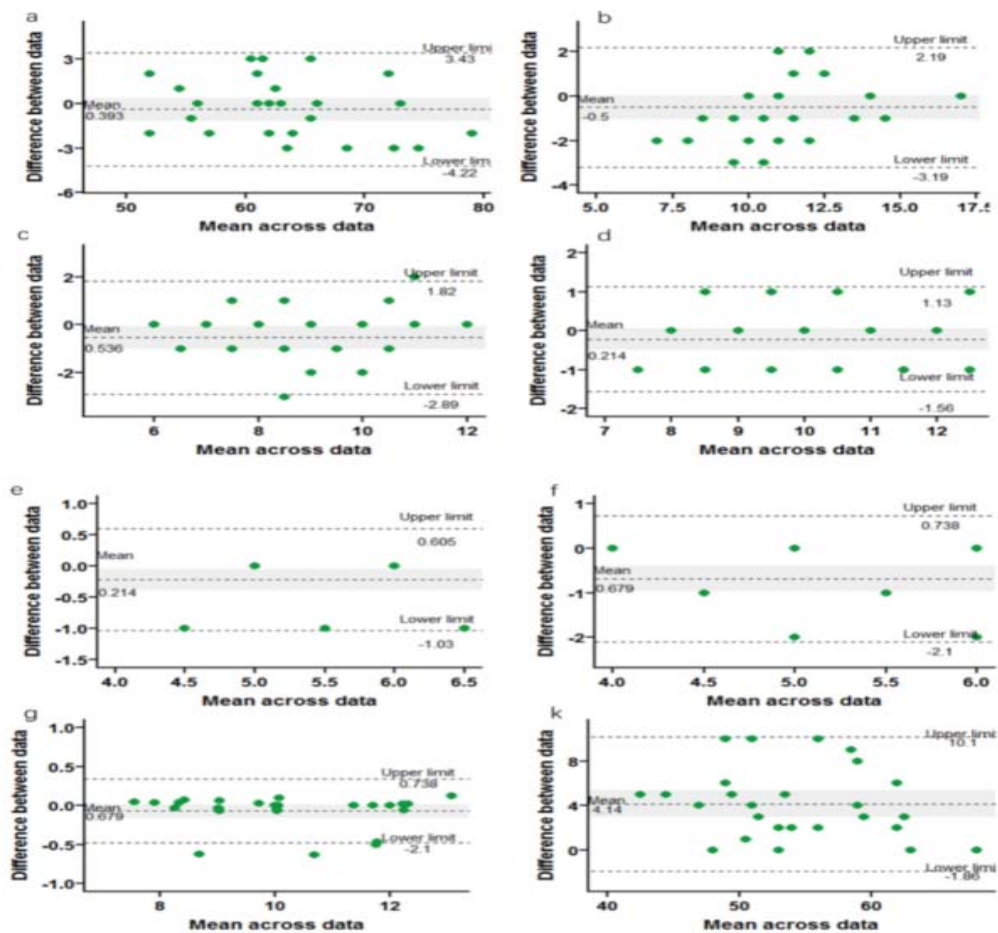 a
Difference between data
3
0
-3
-6
Upper limi
3.43
Mean
0.393
Lower lim
-4.22
50 60 70 80
Mean across data
b
Difference between data
2
0
-2
-4
Upper limit
2.19
Mean
-0.5
Lower limit
-3.19
5.0 7.5 10.0 12.5 15.0 17.5
Mean across data
c
Difference between data
2
0
-2
Upper limit
1.82
Mean
0.536
Lower limit
-2.89
6 8 10 12
Mean across data
d
Difference between data
2
1
0
-1
-2
Upper limit
1.13
Mean
0.214
Lower limit
-1.56
7 8 9 10 11 12
Mean across data
e
Difference between data
1.0
0.5
0.0
-0.5
-1.0
-1.5
Upper limit
0.605
Mean
0.214
Lower limit
-1.03
4.0 4.5 5.0 5.5 6.0 6.5
Mean across data
f
Difference between data
1
0
-1
-2
Upper limit
0.738
Mean
0.679
Lower limit
-2.1
4.0 4.5 5.0 5.5 6.0
Mean across data
g
Difference between data
1.0
0.5
0.0
-0.5
-1.0
Upper limit
0.738
Mean
0.679
Lower limit
-2.1
8 10 12
Mean across data
k
Difference between data
8
4
0
Upper limi
10.1
Mean
4.14
Lower limi
-1.86
40 50 60
Mean across data